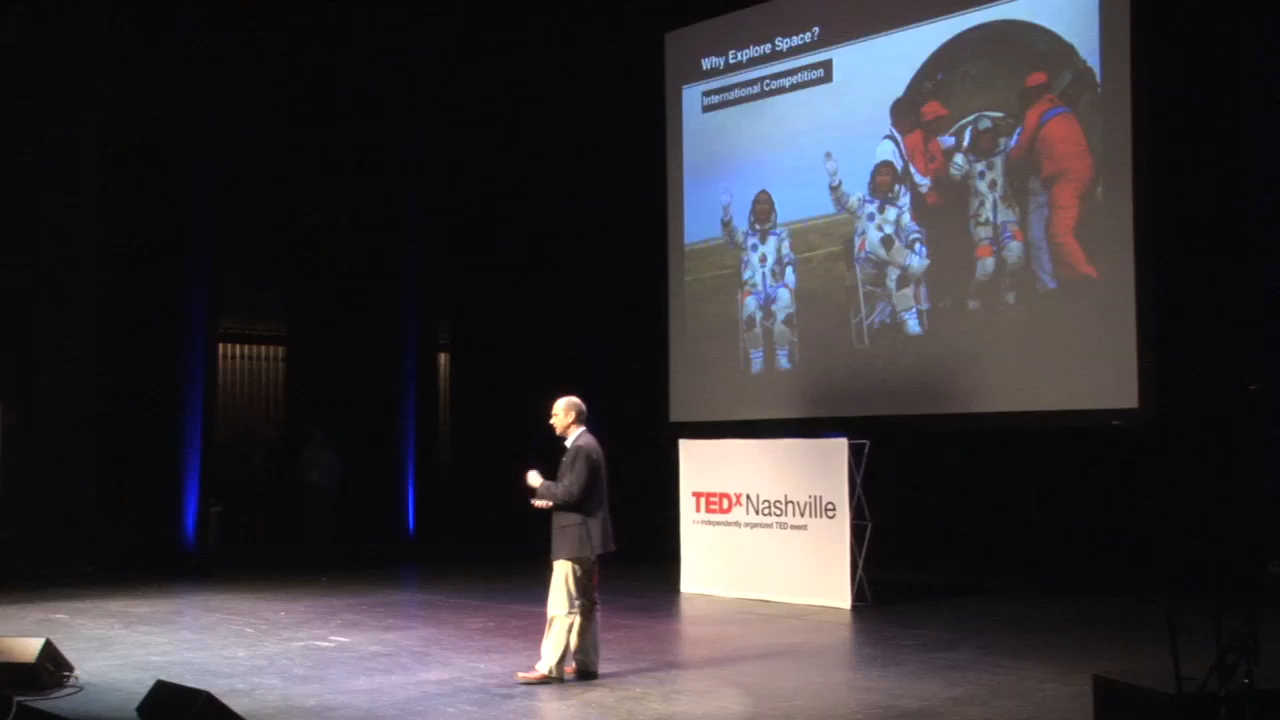 Why Explore Space?
International Competition
TEDx Nashville
x = independently organized TED event